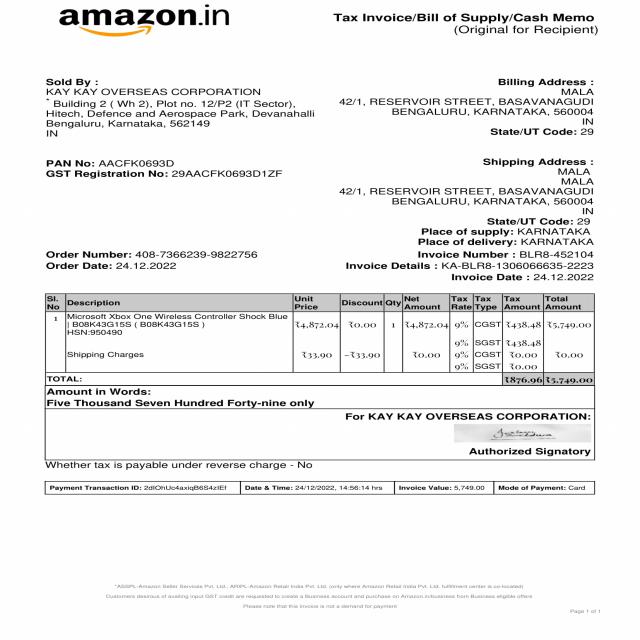 amazon.in
Tax Invoice/Bill of Supply/Cash Memo
(Original for Recipient)
Sold By :
KAY KAY OVERSEAS CORPORATION
* Building 2 ( Wh 2), Plot no. 12/P2 (IT Sector),
Hitech, Defence and Aerospace Park, Devanahalli
Bengaluru, Karnataka, 562149
IN
Billing Address :
MALA
42/1, RESERVOIR STREET, BASAVANAGUDI
BENGALURU, KARNATAKA, 560004
IN
State/UT Code: 29
PAN No: AACFK0693D
GST Registration No: 29AACFK0693D1ZF
Shipping Address :
MALA
MALA
42/1, RESERVOIR STREET, BASAVANAGUDI
BENGALURU, KARNATAKA, 560004
IN
State/UT Code: 29
Place of supply: KARNATAKA
Place of delivery: KARNATAKA
Order Number: 408-7366239-9822756
Order Date: 24.12.2022
Invoice Number : BLR8-452104
Invoice Details : KA-BLR8-1306066635-2223
Invoice Date : 24.12.2022
Sl. No Description Unit Price Discount Qty Net Amount Tax Rate Tax Type Tax Amount Total Amount
1 Microsoft Xbox One Wireless Controller Shock Blue
| B08K43G15S ( B08K43G15S ) ₹4,872.04 ₹0.00 1 ₹4,872.04 9% CGST ₹438.48 ₹5,749.00
HSN:950490
9% SGST ₹438.48
Shipping Charges ₹33.90 -₹33.90 ₹0.00 9% CGST ₹0.00 ₹0.00
9% SGST ₹0.00
TOTAL: ₹876.96 ₹5,749.00
Amount in Words:
Five Thousand Seven Hundred Forty-nine only
For KAY KAY OVERSEAS CORPORATION:
Authorized Signatory
Whether tax is payable under reverse charge - No
Payment Transaction ID: 2dIOhUc4axiqB6S4zIEf Date & Time: 24/12/2022, 14:56:14 hrs Invoice Value: 5,749.00 Mode of Payment: Card
*ASSPL-Amazon Seller Services Pvt. Ltd., ARIPL-Amazon Retail India Pvt. Ltd. (only where Amazon Retail India Pvt. Ltd. fulfillment center is co-located)
Customers desirous of availing input GST credit are requested to create a Business account and purchase on Amazon.in/business from Business eligible offers
Please note that this invoice is not a demand for payment
Page 1 of 1